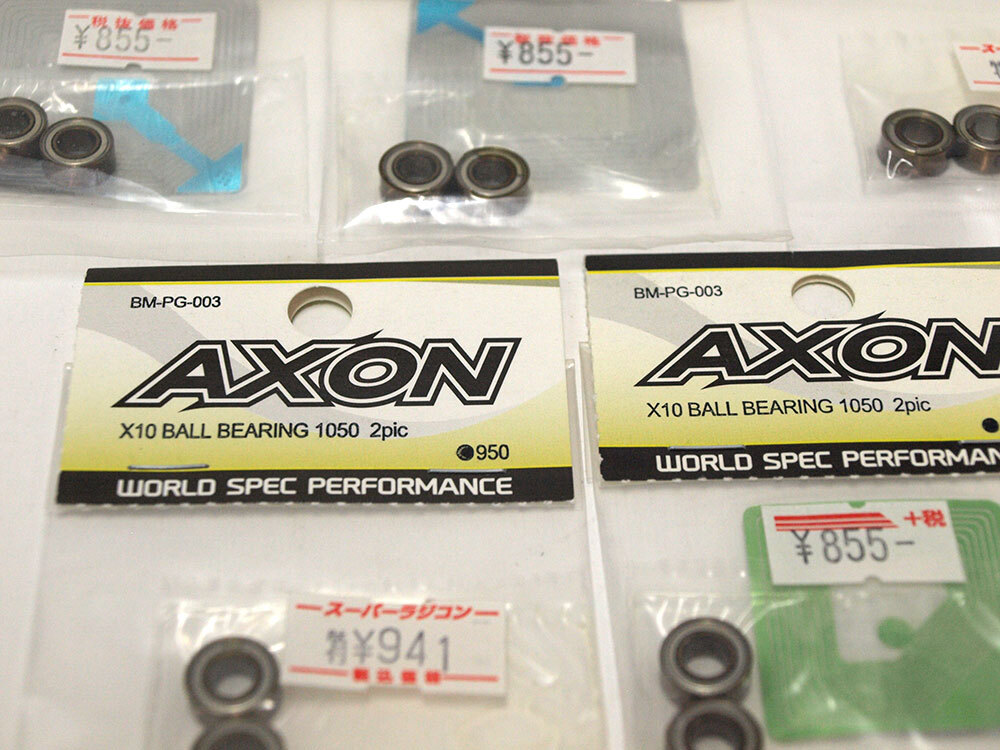 税抜価格
¥855-
¥855-
ス
BM-PG-003
AXON
X10 BALL BEARING 1050 2pic
●950
WORLD SPEC PERFORMANCE
BM-PG-003
AXON
X10 BALL BEARING 1050 2pic
●
WORLD SPEC PERFORMAN
+税
¥855-
スーパーラジコン
特¥941